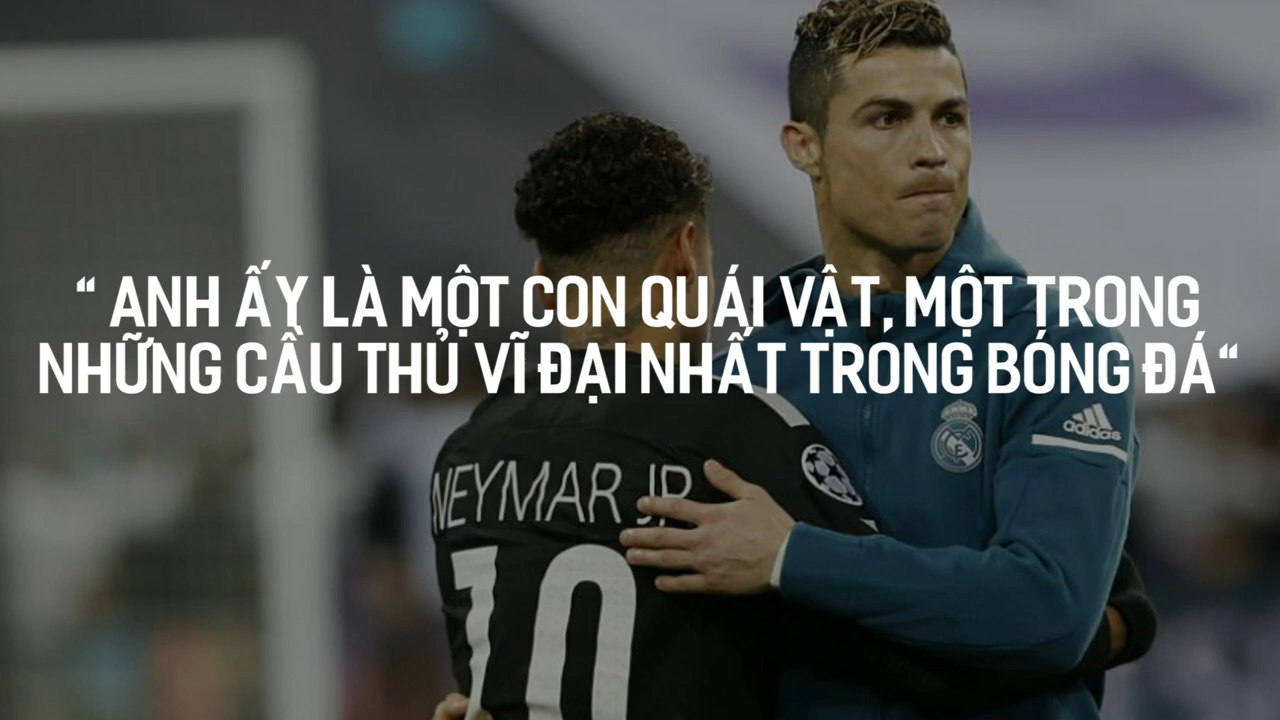 “ ANH ẤY LÀ MỘT CON QUÁI VẬT, MỘT TRONG
NHỮNG CẦU THỦ VĨ ĐẠI NHẤT TRONG BÓNG ĐÁ“
NEYMAR JR
10
adidas